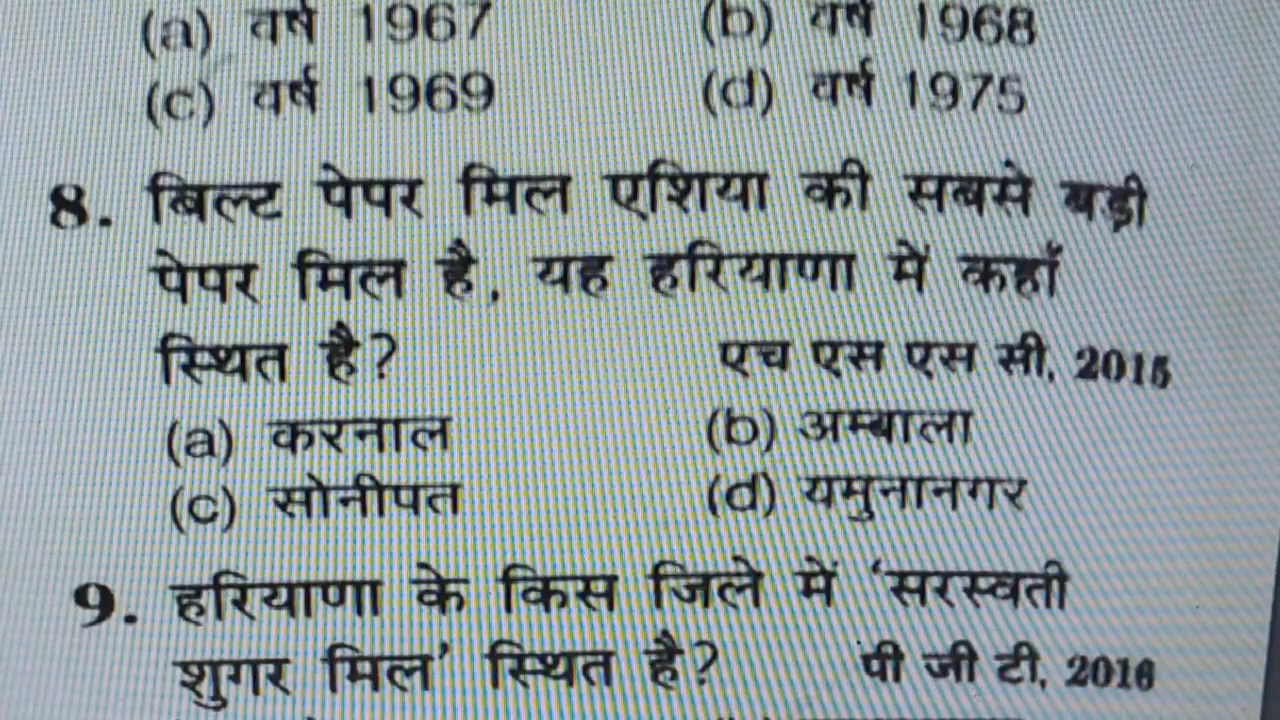 (a) वर्ष 1967 (b) वर्ष 1968
(c) वर्ष 1969 (d) वर्ष 1975
8. बिल्ट पेपर मिल एशिया की सबसे बड़ी
पेपर मिल है, यह हरियाणा में कहाँ
स्थित है? एच एस एस सी, 2015
(a) करनाल (b) अम्बाला
(c) सोनीपत (d) यमुनानगर
9. हरियाणा के किस जिले में ‘सरस्वती
शुगर मिल’ स्थित है? पी जी टी, 2016